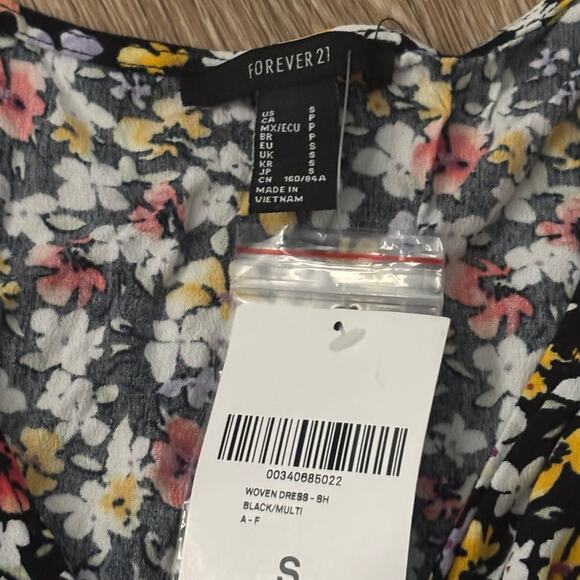 FOREVER 21
US S
CA P
MX/ECU P
BR P
EU S
UK S
KR S
JP S
CN 160/84A
MADE IN
VIETNAM
00340685022
WOVEN DRESS - SH
BLACK/MULTI
A - F
S